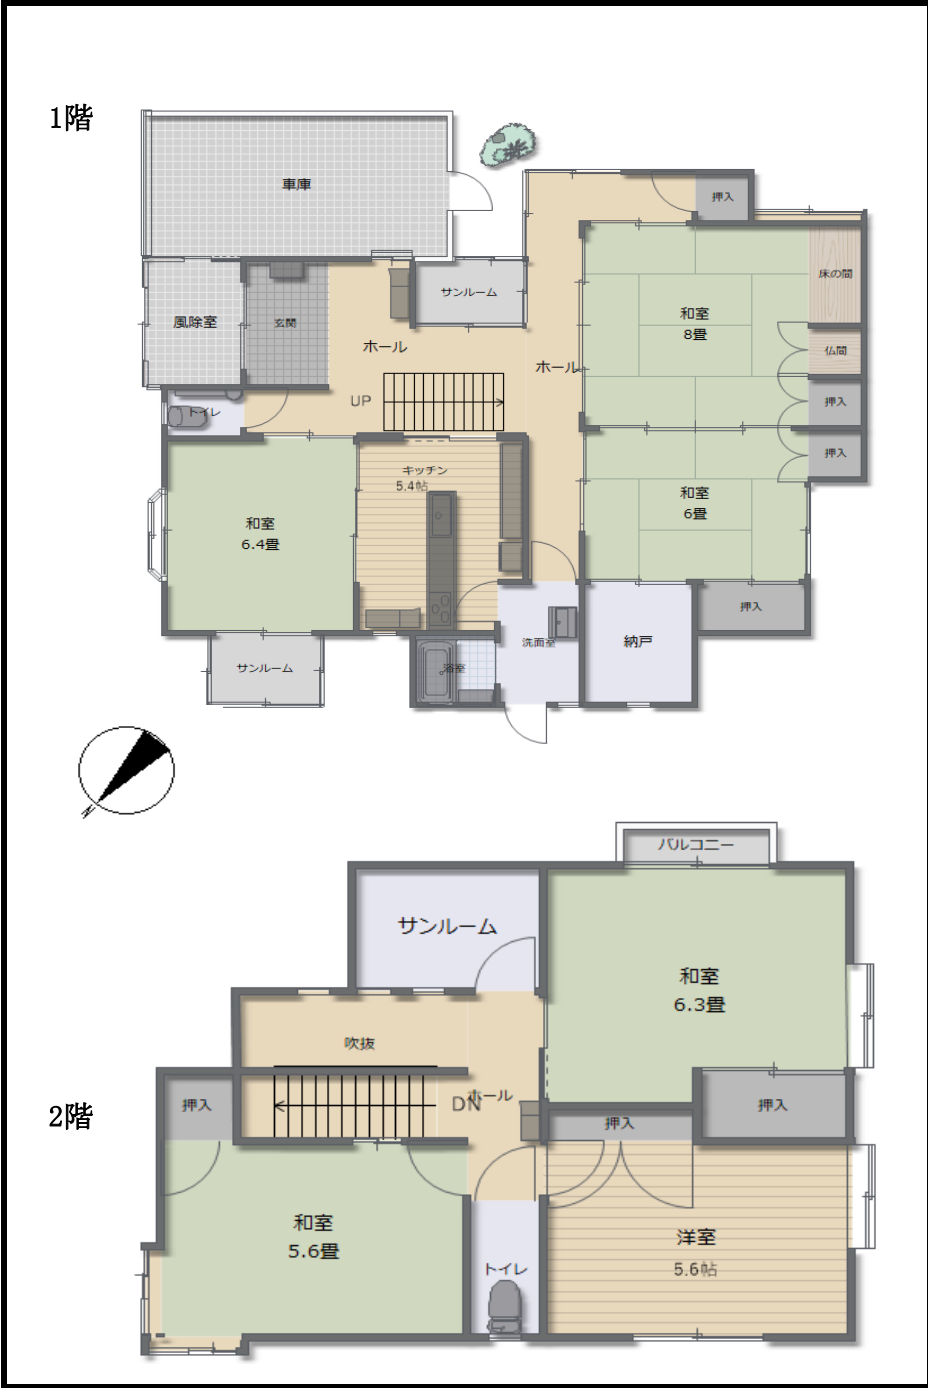 1階
車庫
押入
床の間
サンルーム
和室
8畳
風除室
玄関
ホール
ホール
仏間
UP
押入
トイレ
押入
キッチン
5.4帖
和室
6畳
和室
6.4畳
押入
サンルーム
浴室
洗面室
納戸
N
バルコニー
サンルーム
和室
6.3畳
吹抜
2階
押入
DN
ホール
押入
押入
和室
5.6畳
洋室
5.6帖
トイレ